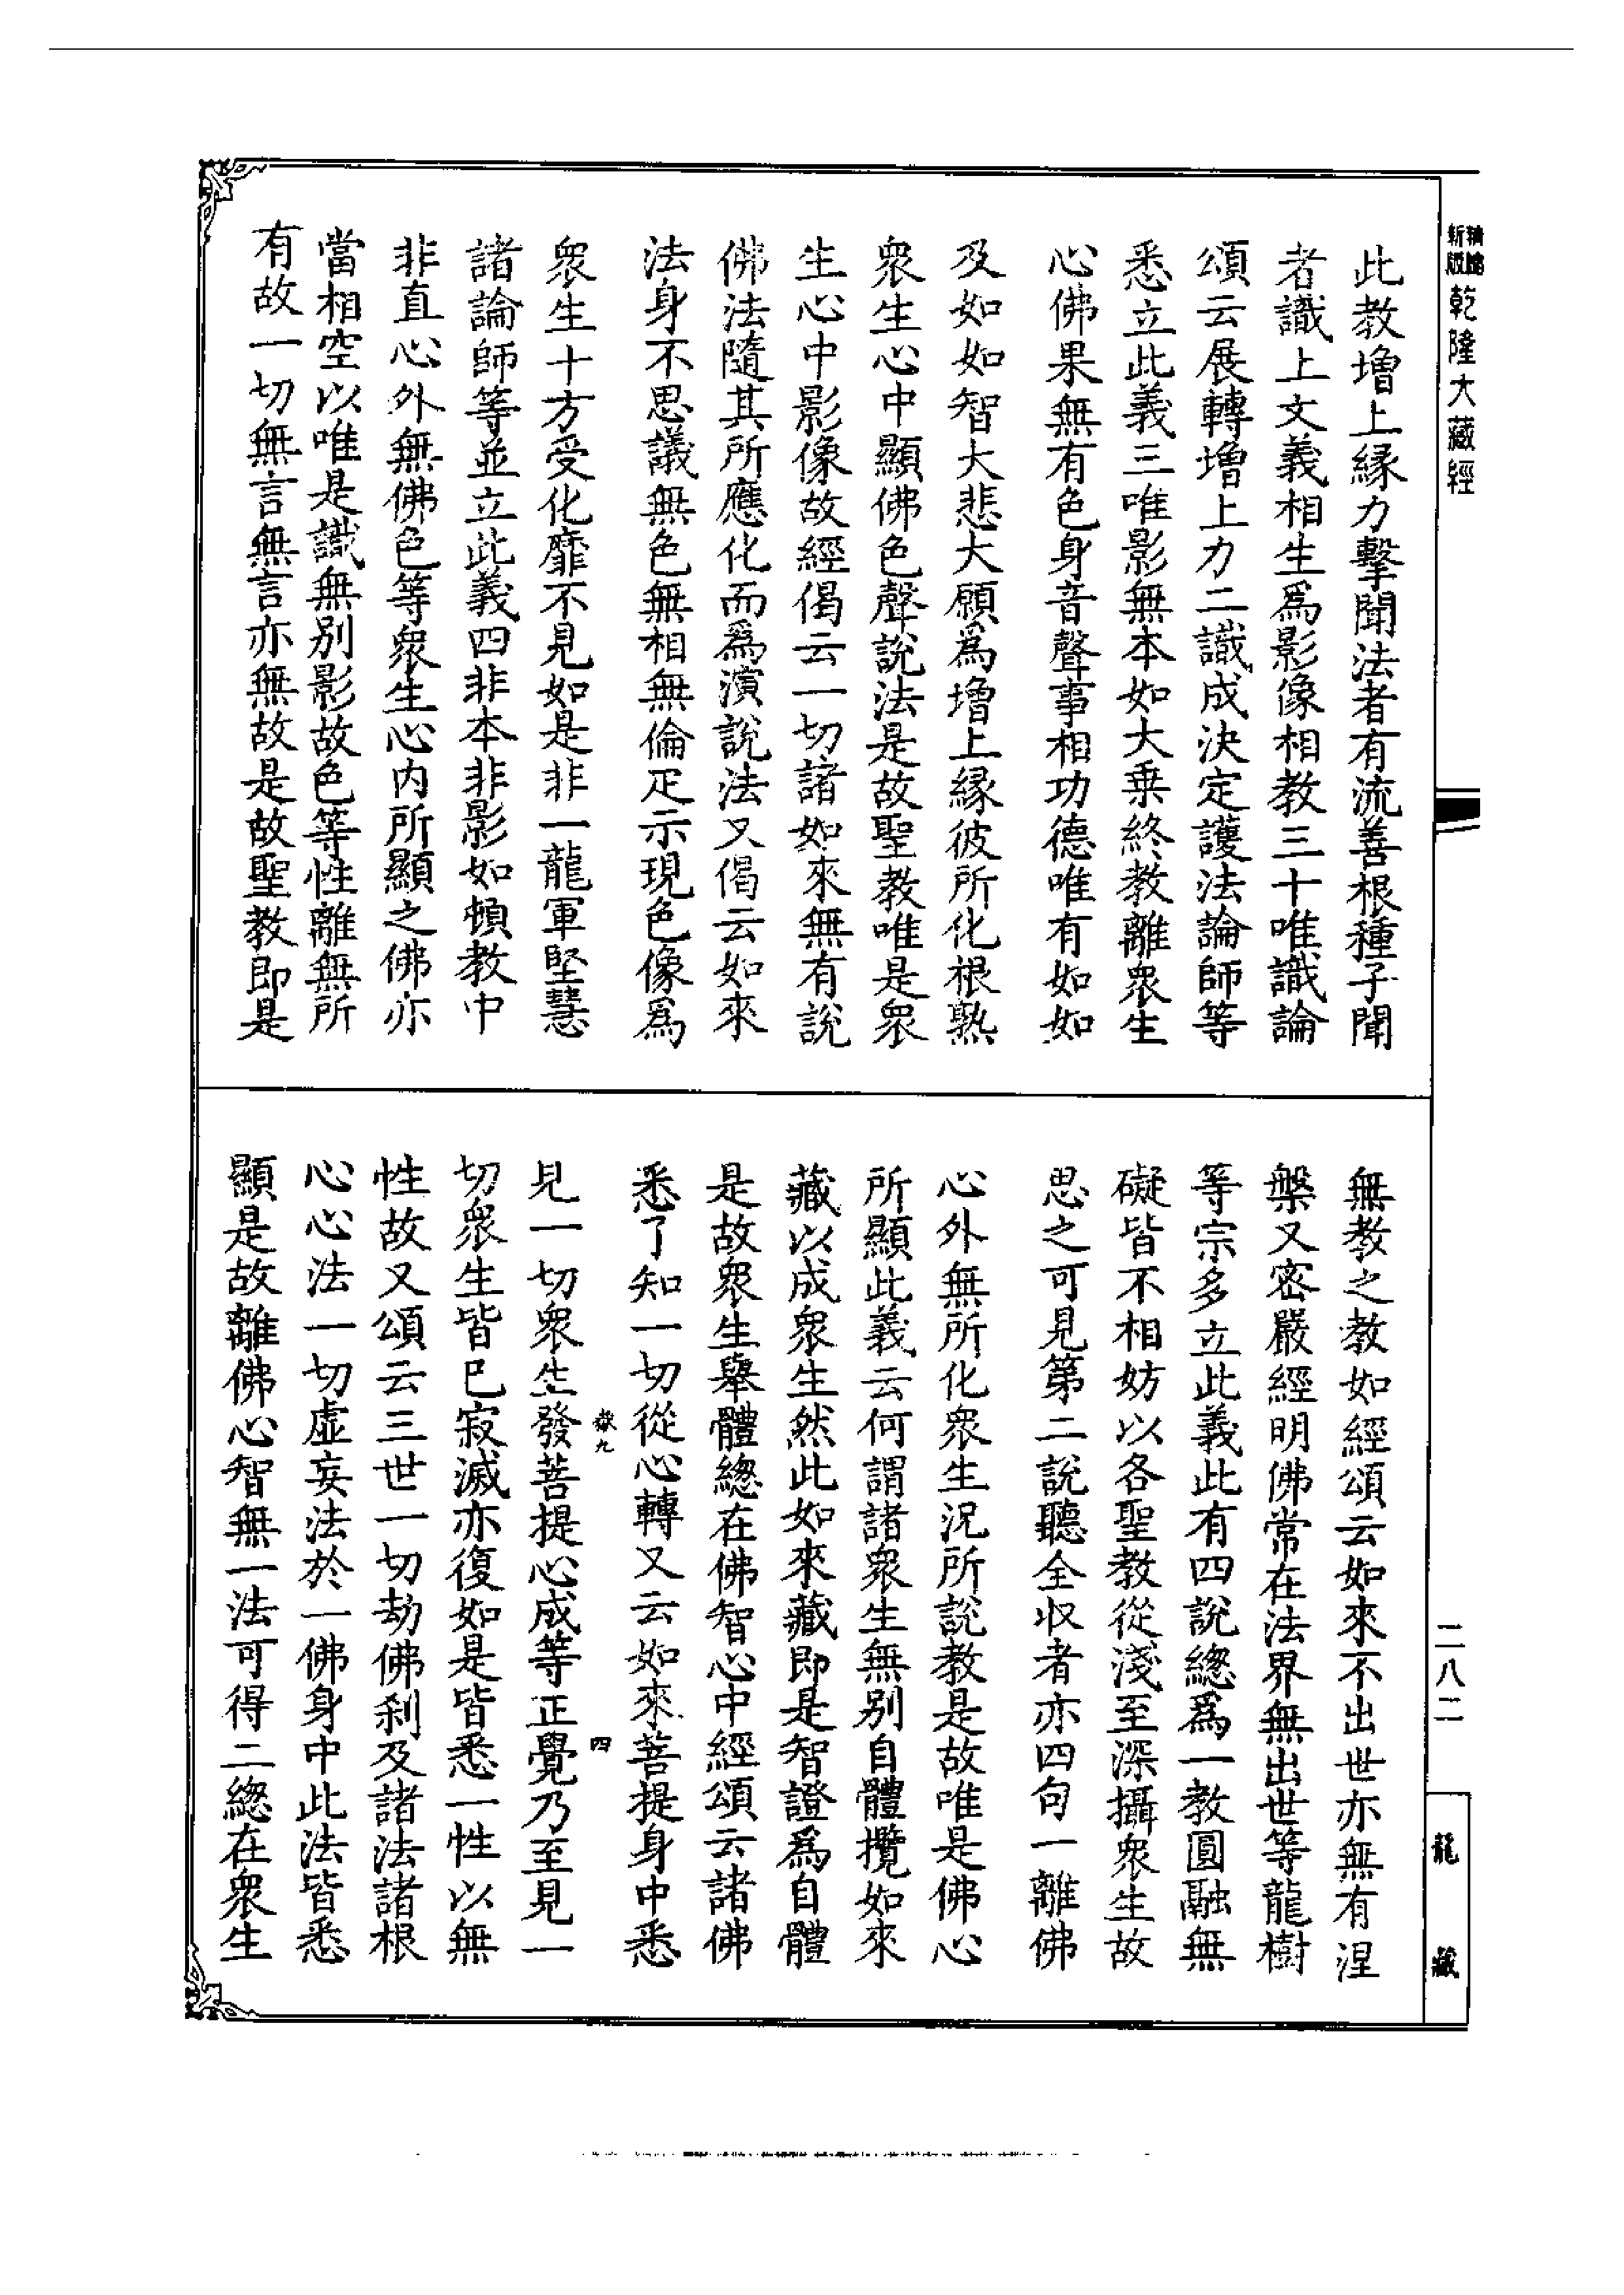 新版 精縮 乾隆大藏經
此教增上緣力擊聞法者有流善根種子聞
者識上文義相生爲影像相教三十唯識論
頌云展轉增上力二識成決定護法論師等
悉立此義三唯影無本如大乗終教離衆生
心佛果無有色身音聲事相功德唯有如如
及如如智大悲大願爲增上緣彼所化根熟
衆生心中顯佛色聲說法是故聖教唯是衆
生心中影像故經偈云一切諸如來無有說
佛法隨其所應化而爲演說法又偈云如來
法身不思議無色無相無倫疋示現色像爲
衆生十方受化靡不見如是非一龍軍堅慧
諸論師等並立此義四非本非影如頓教中
非直心外無佛色等衆生心内所顯之佛亦
當相空以唯是識無別影故色等性離無所
有故一切無言無言亦無故是故聖教即是
無教之教如經頌云如來不出世亦無有涅
槃又密嚴經明佛常在法界無出世等龍樹
等宗多立此義此有四說緫爲一教圓融無
礙皆不相妨以各聖教從淺至深攝衆生故
思之可見第二說聽全収者亦四句一離佛
心外無所化衆生況所說教是故唯是佛心
所顯此義云何謂諸衆生無別自體攬如來
藏以成衆生然此如來藏即是智證爲自體
是故衆生舉體緫在佛智心中經頌云諸佛
悉了知一切從心轉又云如來菩提身中悉
嶽九 四
見一切衆生發菩提心成等正覺乃至見一
切衆生皆已寂滅亦復如是皆悉一性以無
性故又頌云三世一切劫佛刹及諸法諸根
心心法一切虛妄法於一佛身中此法皆悉
顯是故離佛心智無一法可得二緫在衆生
二八二
龍藏